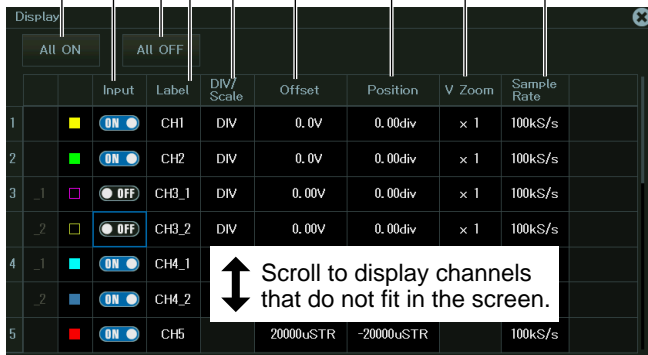 Display
All ON All OFF
Input Label DIV/Scale Offset Position V Zoom Sample Rate
1 ON CH1 DIV 0.0V 0.00div × 1 100kS/s
2 ON CH2 DIV 0.0V 0.00div × 1 100kS/s
3 _1 OFF CH3_1 DIV 0.00V 0.00div × 1 100kS/s
_2 OFF CH3_2 DIV 0.00V 0.00div × 1 100kS/s
4 _1 ON CH4_1
_2 ON CH4_2
Scroll to display channels
that do not fit in the screen.
5 ON CH5 20000uSTR -20000uSTR 100kS/s